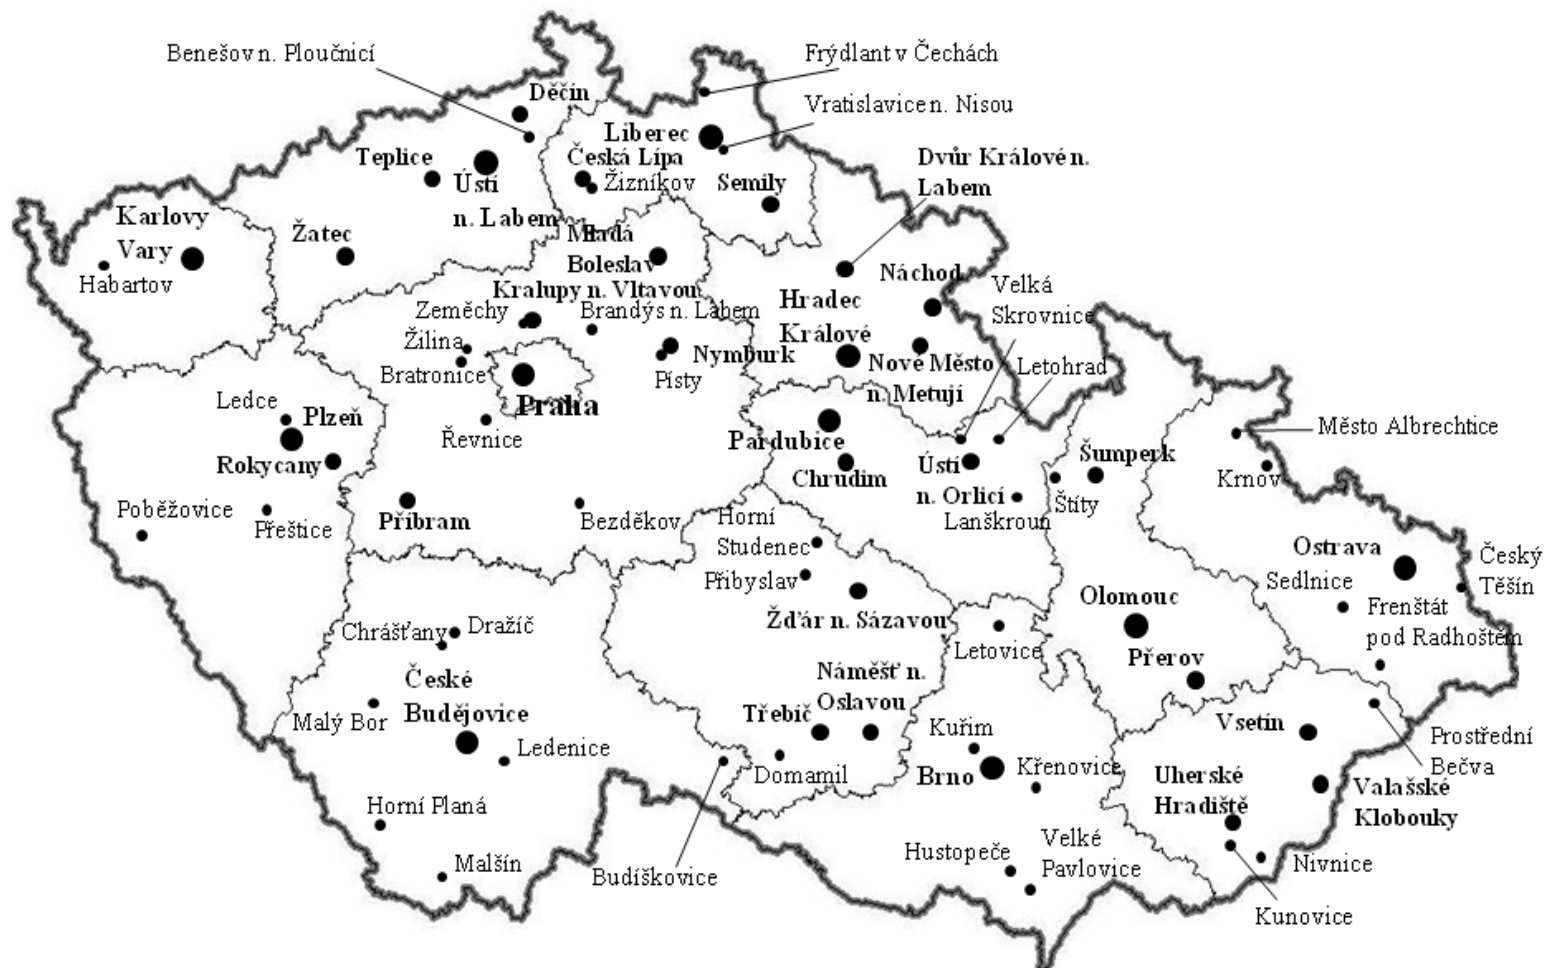 Benešov n. Ploučnicí
Frýdlant v Čechách
Děčín
Vratislavice n. Nisou
Liberec
Teplice
Česká Lípa
Dvůr Králové n.
Labem
Ústí
n. Labem
Žizníkov
Semily
Karlovy
Vary
Žatec
Mladá
Boleslav
Habartov
Náchod
Velká
Skrovnice
Kralupy n. Vltavou
Zeměchy
Brandýs n. Labem
Hradec
Králové
Žilina
Bratronice
Nymburk
Písty
Nové Město
n. Metují
Letohrad
Praha
Ledce
Plzeň
Řevnice
Rokycany
Pardubice
Chrudim
Ústí
n. Orlicí
Lanškroun
Šumperk
Štíty
Město Albrechtice
Krnov
Poběžovice
Přeštice
Příbram
Bezděkov
Horní
Studenec
Přibyslav
Žďár n. Sázavou
Ostrava
Český
Těšín
Sedlnice
Frenštát
pod Radhoštěm
Olomouc
Přerov
Letovice
Chrášťany
Dražíč
České
Budějovice
Malý Bor
Ledenice
Náměšť n.
Oslavou
Třebíč
Domamil
Kuřim
Brno
Křenovice
Vsetín
Prostřední
Bečva
Uherské
Hradiště
Valašské
Klobouky
Horní Planá
Malšín
Budíškovice
Hustopeče
Velké
Pavlovice
Nivnice
Kunovice